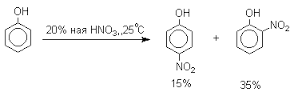 OH
20% ная HNO3,,25°C
OH
NO2
15%
+
OH
NO2
35%